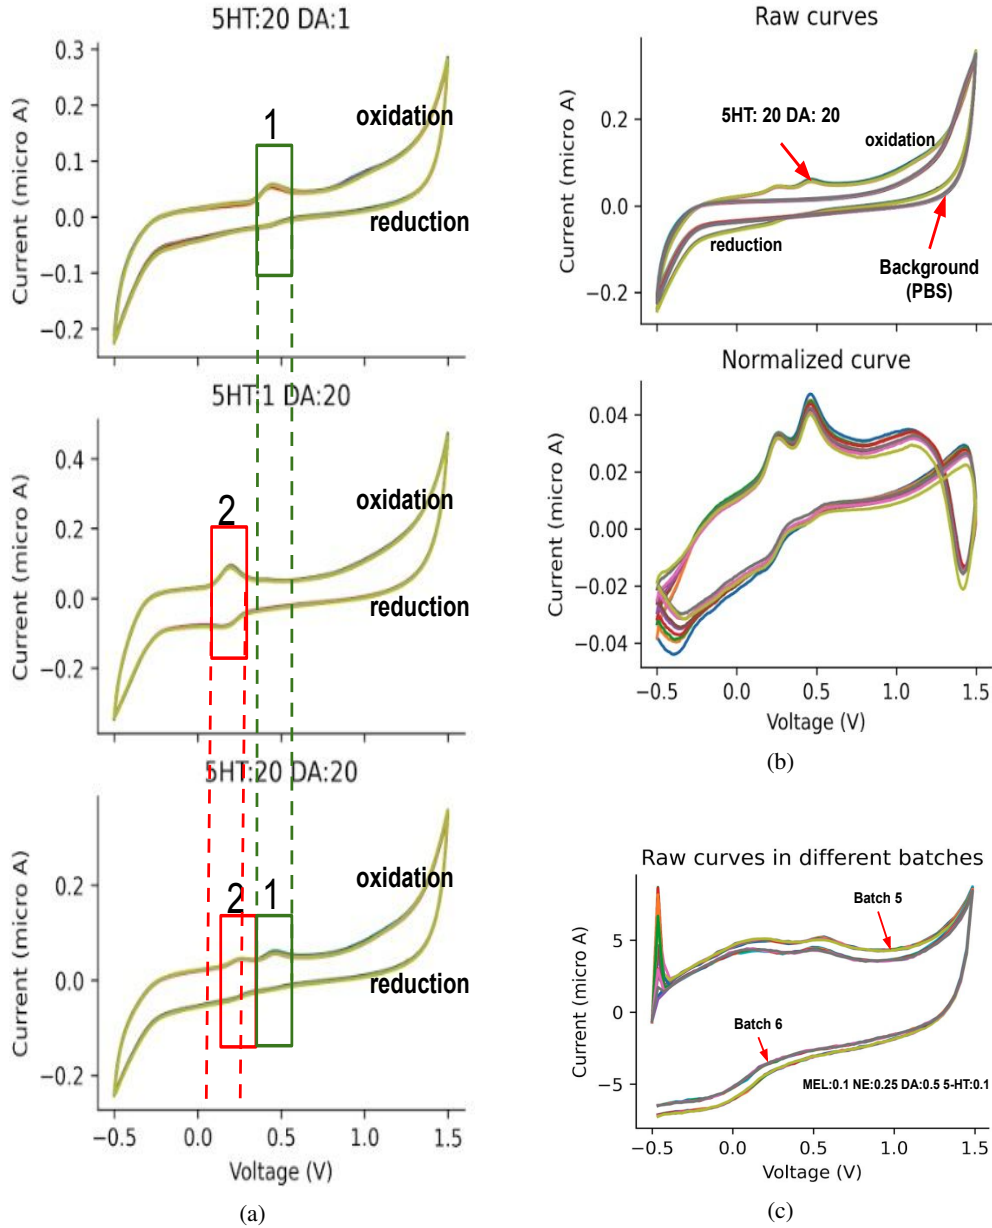 5HT:20 DA:1
0.3
0.2
0.1
0.0
−0.1
−0.2
Current (micro A)
1
oxidation
reduction
5HT:1 DA:20
0.4
0.2
0.0
−0.2
Current (micro A)
2
oxidation
reduction
5HT:20 DA:20
0.2
0.0
−0.2
Current (micro A)
2 1
oxidation
reduction
−0.5 0.0 0.5 1.0 1.5
Voltage (V)
(a)
Raw curves
0.2
0.0
−0.2
Current (micro A)
5HT: 20 DA: 20
oxidation
reduction
Background
(PBS)
Normalized curve
0.04
0.02
0.00
−0.02
−0.04
Current (micro A)
−0.5 0.0 0.5 1.0 1.5
Voltage (V)
(b)
Raw curves in different batches
5
0
−5
Current (micro A)
Batch 5
Batch 6
MEL:0.1 NE:0.25 DA:0.5 5-HT:0.1
−0.5 0.0 0.5 1.0 1.5
Voltage (V)
(c)